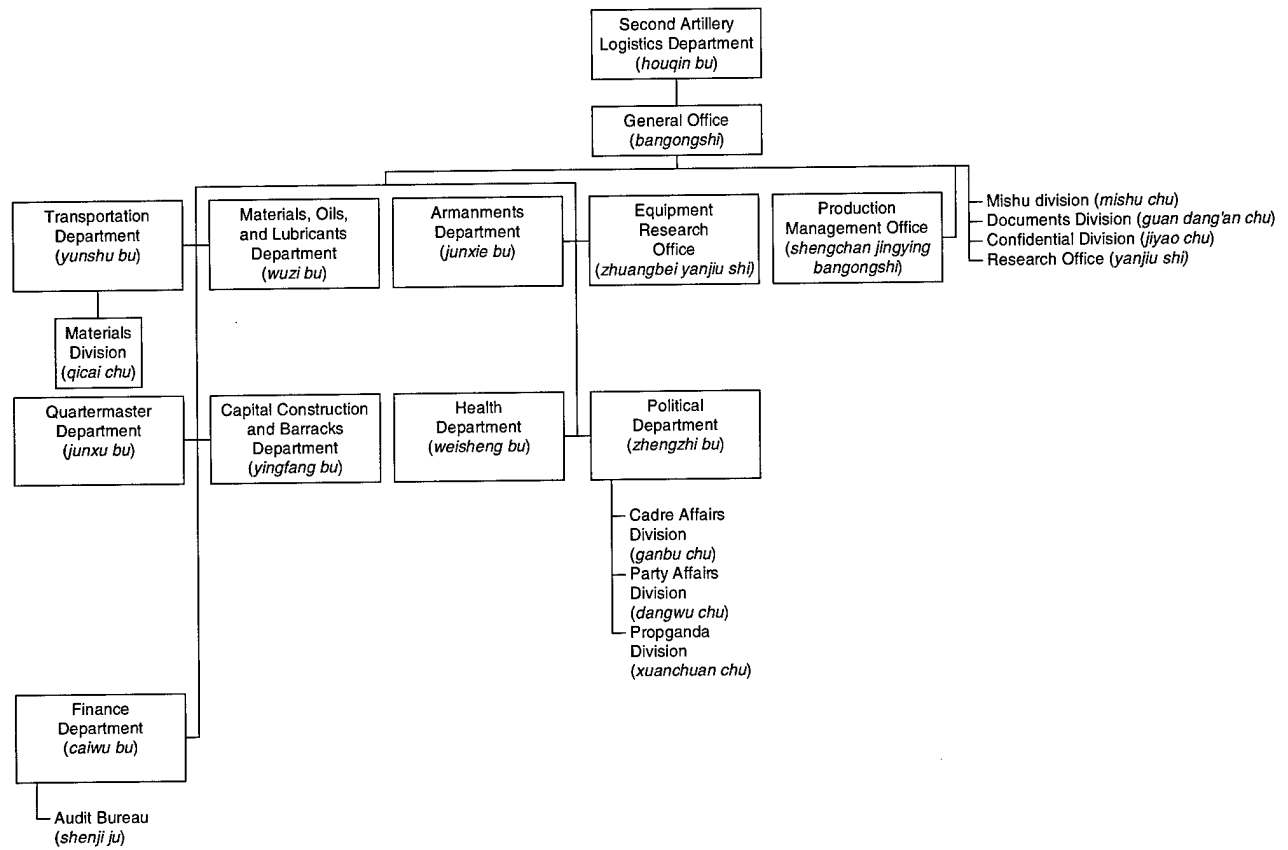 Second Artillery
Logistics Department
(houqin bu)
General Office
(bangongshi)
Transportation
Department
(yunshu bu)
Materials, Oils,
and Lubricants
Department
(wuzi bu)
Armanments
Department
(junxie bu)
Equipment
Research
Office
(zhuangbei yanjiu shi)
Production
Management Office
(shengchan jingying
bangongshi)
Mishu division (mishu chu)
Documents Division (guan dang'an chu)
Confidential Division (jiyao chu)
Research Office (yanjiu shi)
Materials
Division
(qicai chu)
Quartermaster
Department
(junxu bu)
Capital Construction
and Barracks
Department
(yingfang bu)
Health
Department
(weisheng bu)
Political
Department
(zhengzhi bu)
Cadre Affairs
Division
(ganbu chu)
Party Affairs
Division
(dangwu chu)
Propganda
Division
(xuanchuan chu)
Finance
Department
(caiwu bu)
Audit Bureau
(shenji ju)